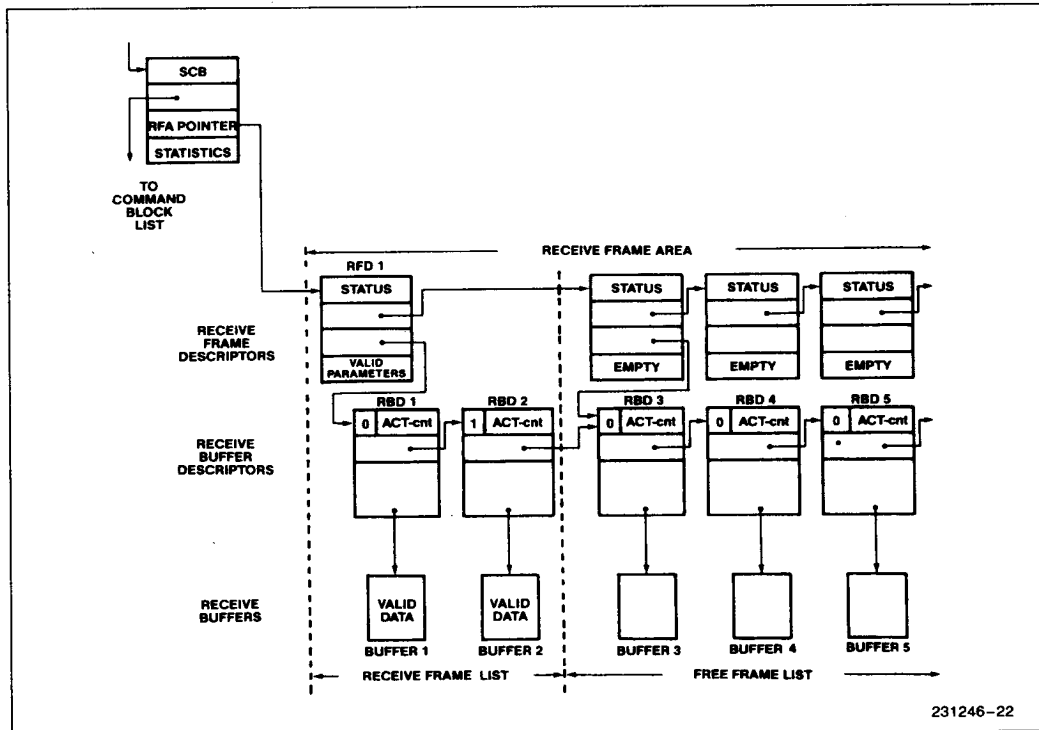 SCB
RFA POINTER
STATISTICS
TO
COMMAND
BLOCK
LIST
RECEIVE FRAME AREA
RFD 1
STATUS
STATUS
STATUS
STATUS
RECEIVE
FRAME
DESCRIPTORS
VALID
PARAMETERS
EMPTY
EMPTY
EMPTY
RBD 1
RBD 2
RBD 3
RBD 4
RBD 5
0 ACT-cnt
1 ACT-cnt
0 ACT-cnt
0 ACT-cnt
0 ACT-cnt
RECEIVE
BUFFER
DESCRIPTORS
RECEIVE
BUFFERS
VALID
DATA
VALID
DATA
BUFFER 1
BUFFER 2
BUFFER 3
BUFFER 4
BUFFER 5
RECEIVE FRAME LIST
FREE FRAME LIST
231246-22